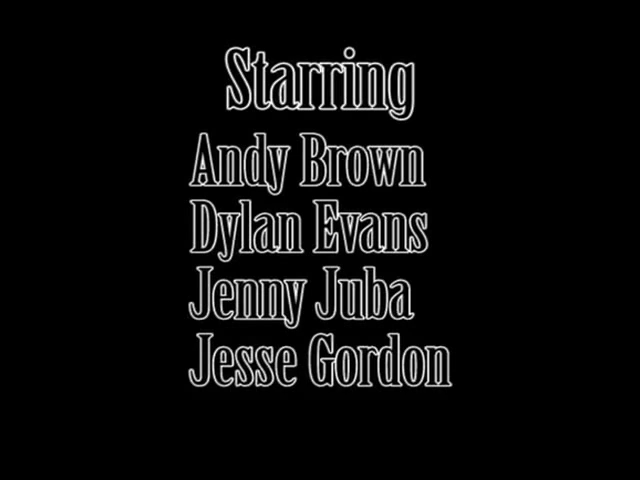 Starring
Andy Brown
Dylan Evans
Jenny Juba
Jesse Gordon